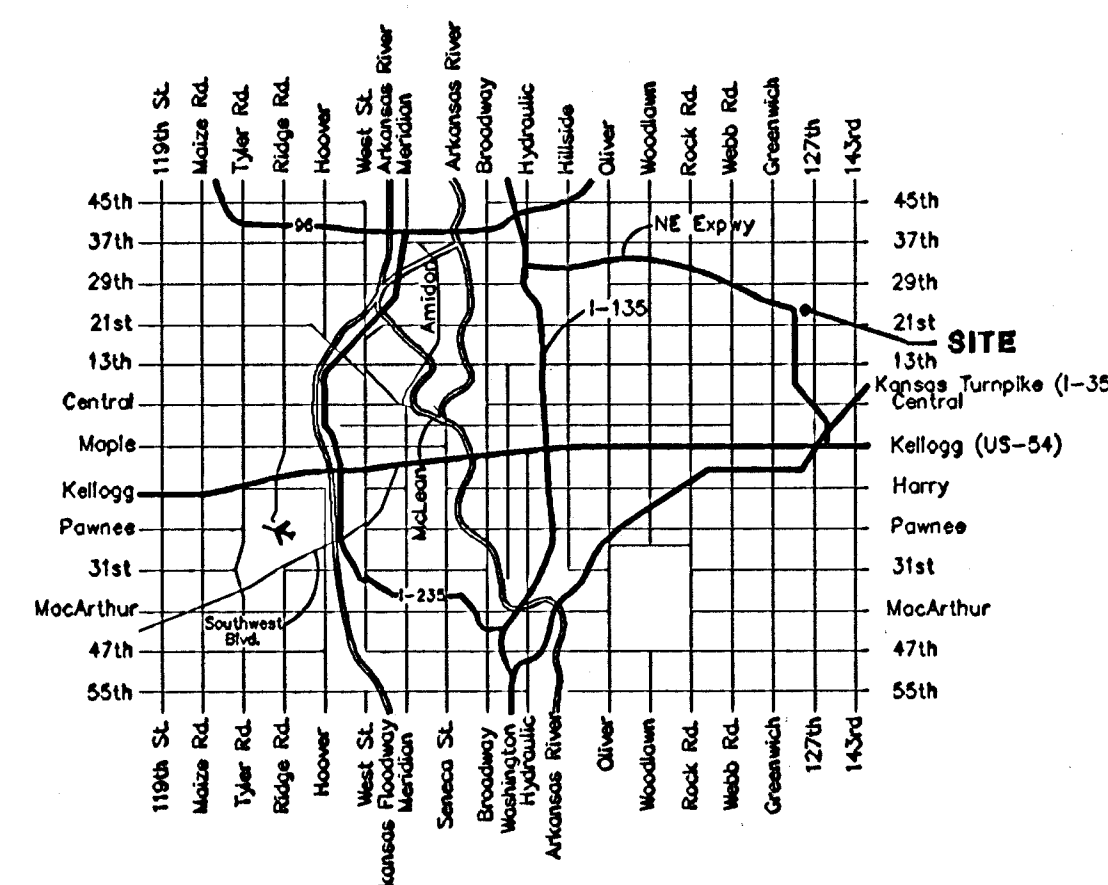 119th St.
Maize Rd.
Tyler Rd.
Ridge Rd.
Hoover
West St.
Arkansas River
Meridian
Arkansas River
Broadway
Hydraulic
Hillside
Oliver
Woodlawn
Rock Rd.
Webb Rd.
Greenwich
127th
143rd
45th
45th
96
NE Expwy
37th
37th
29th
29th
Amidon
I-135
21st
21st
SITE
13th
13th
Kansas Turnpike (I-35
Central
Central
Maple
Kellogg (US-54)
McLean
Kellogg
Harry
Pawnee
Pawnee
31st
31st
I-235
MacArthur
MacArthur
Southwest
Blvd.
47th
47th
55th
55th
119th St.
Maize Rd.
Tyler Rd.
Ridge Rd.
Hoover
West St.
kansas Floodway
Meridian
Seneca St.
Broadway
Washington
Hydraulic
Arkansas River
Oliver
Woodlawn
Rock Rd.
Webb Rd.
Greenwich
127th
143rd